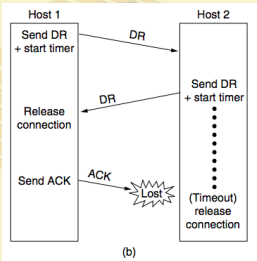 Host 1
Host 2
Send DR
+ start timer
DR
Send DR
+ start timer
DR
Release
connection
Send ACK
ACK
Lost
(Timeout)
release
connection
(b)